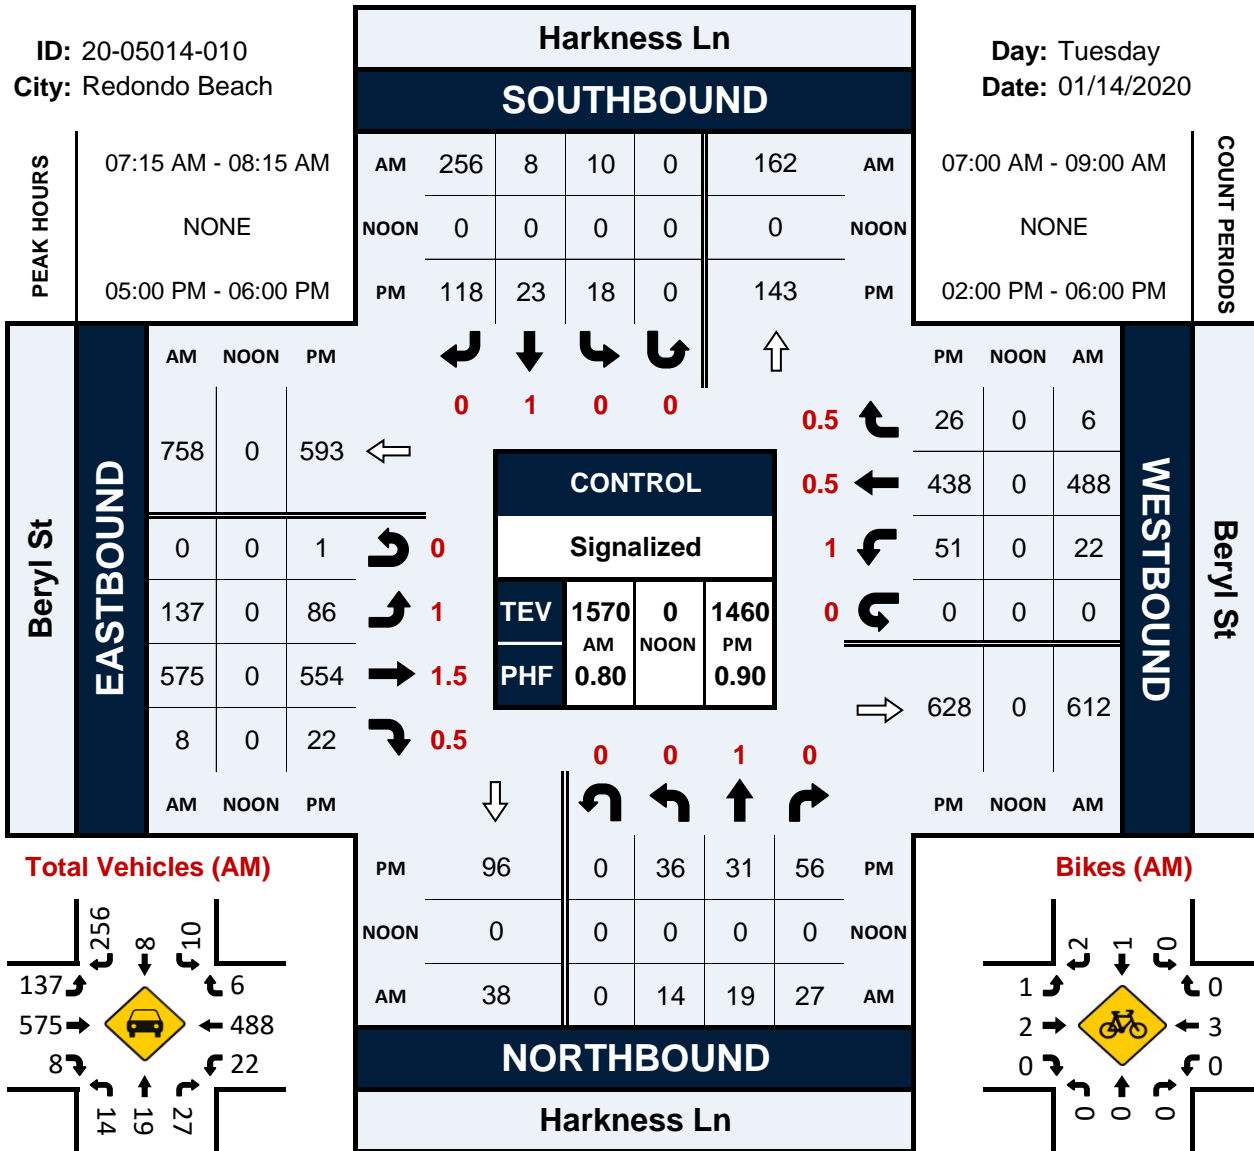 ID: 20-05014-010
City: Redondo Beach
Harkness Ln
SOUTHBOUND
Day: Tuesday
Date: 01/14/2020
PEAK HOURS
07:15 AM - 08:15 AM
NONE
05:00 PM - 06:00 PM
AM 256 8 10 0 162 AM
NOON 0 0 0 0 0 NOON
PM 118 23 18 0 143 PM
07:00 AM - 09:00 AM
NONE
02:00 PM - 06:00 PM
COUNT PERIODS
0 1 0 0
Beryl St
EASTBOUND
AM NOON PM
758 0 593
0 0 1 0
137 0 86 1
575 0 554 1.5
8 0 22 0.5
AM NOON PM
CONTROL
Signalized
TEV 1570 0 1460
AM NOON PM
PHF 0.80 0.90
PM NOON AM
0.5 26 0 6
0.5 438 0 488
1 51 0 22
0 0 0 0
628 0 612
PM NOON AM
WESTBOUND
Beryl St
0 0 1 0
PM 96 0 36 31 56 PM
NOON 0 0 0 0 0 NOON
AM 38 0 14 19 27 AM
NORTHBOUND
Harkness Ln
Total Vehicles (AM)
256 8 10
137 6
575 488
8 22
14 19 27
Bikes (AM)
2 1 0
1 0
2 3
0 0
0 0 0